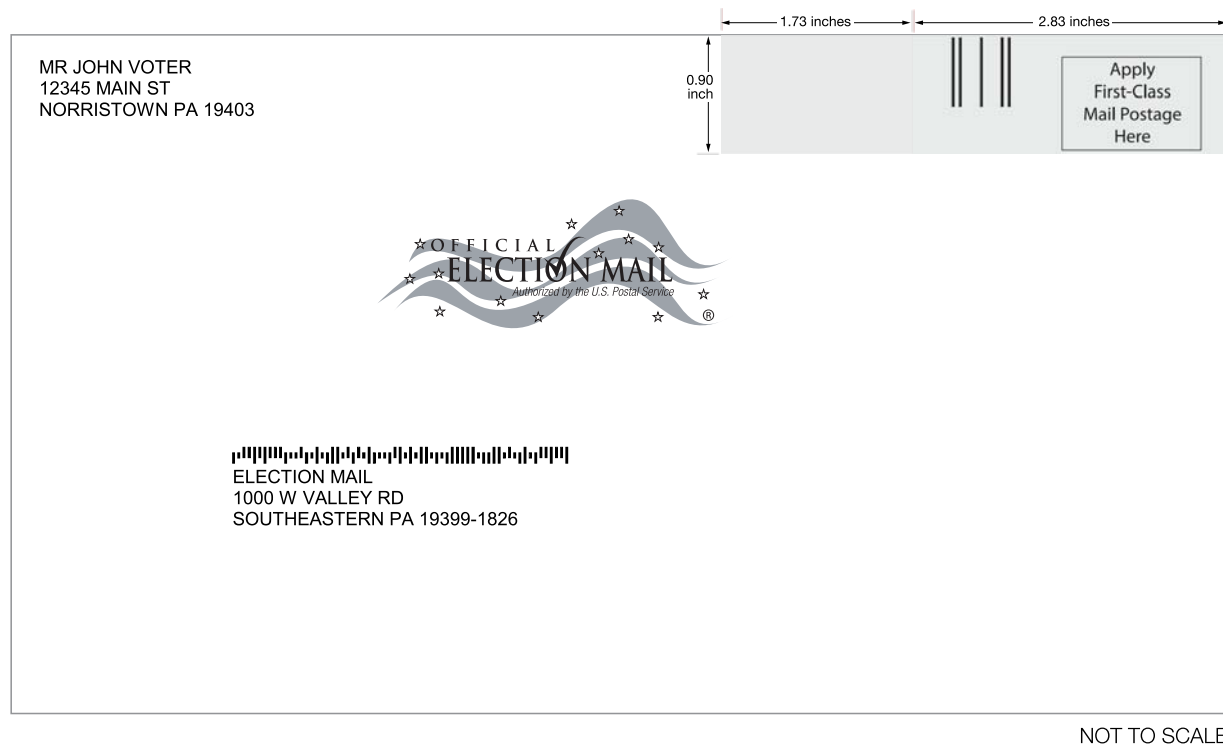 1.73 inches
2.83 inches
MR JOHN VOTER
12345 MAIN ST
NORRISTOWN PA 19403
0.90
inch
Apply
First-Class
Mail Postage
Here
OFFICIAL
ELECTION MAIL
Authorized by the U.S. Postal Service
®
ELECTION MAIL
1000 W VALLEY RD
SOUTHEASTERN PA 19399-1826
NOT TO SCALE